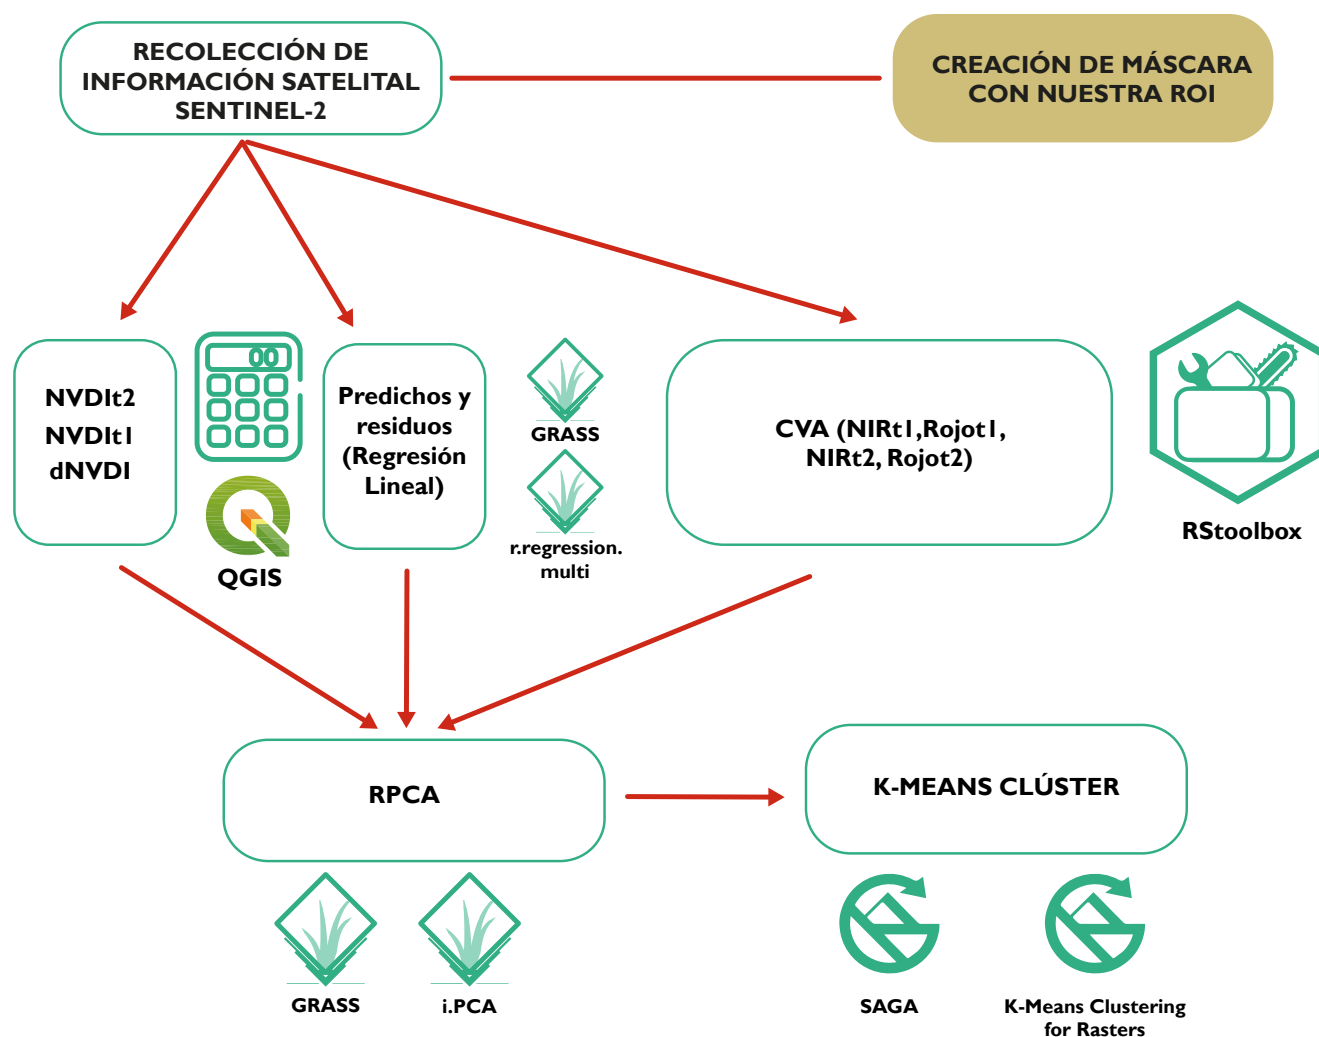 RECOLECCIÓN DE
INFORMACIÓN SATELITAL
SENTINEL-2
CREACIÓN DE MÁSCARA
CON NUESTRA ROI
NVDIt2
NVDIt1
dNVDI
00
QGIS
Predichos y
residuos
(Regresión
Lineal)
GRASS
r.regression.
multi
CVA (NIRt1,Rojot1,
NIRt2, Rojot2)
RStoolbox
RPCA
K-MEANS CLÚSTER
GRASS
i.PCA
SAGA
K-Means Clustering
for Rasters